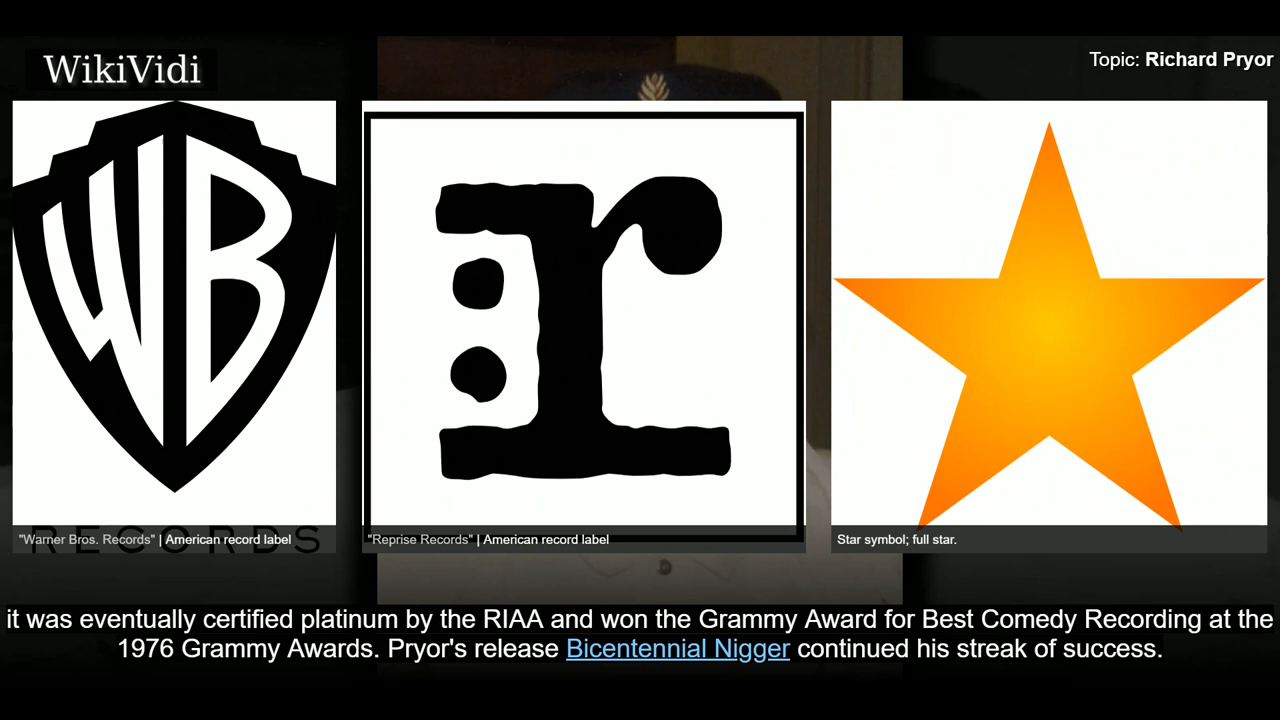 WikiVidi
Topic: Richard Pryor
WB
:r
RECORDS
"Warner Bros. Records" | American record label
"Reprise Records" | American record label
Star symbol; full star.
it was eventually certified platinum by the RIAA and won the Grammy Award for Best Comedy Recording at the
1976 Grammy Awards. Pryor's release Bicentennial Nigger continued his streak of success.